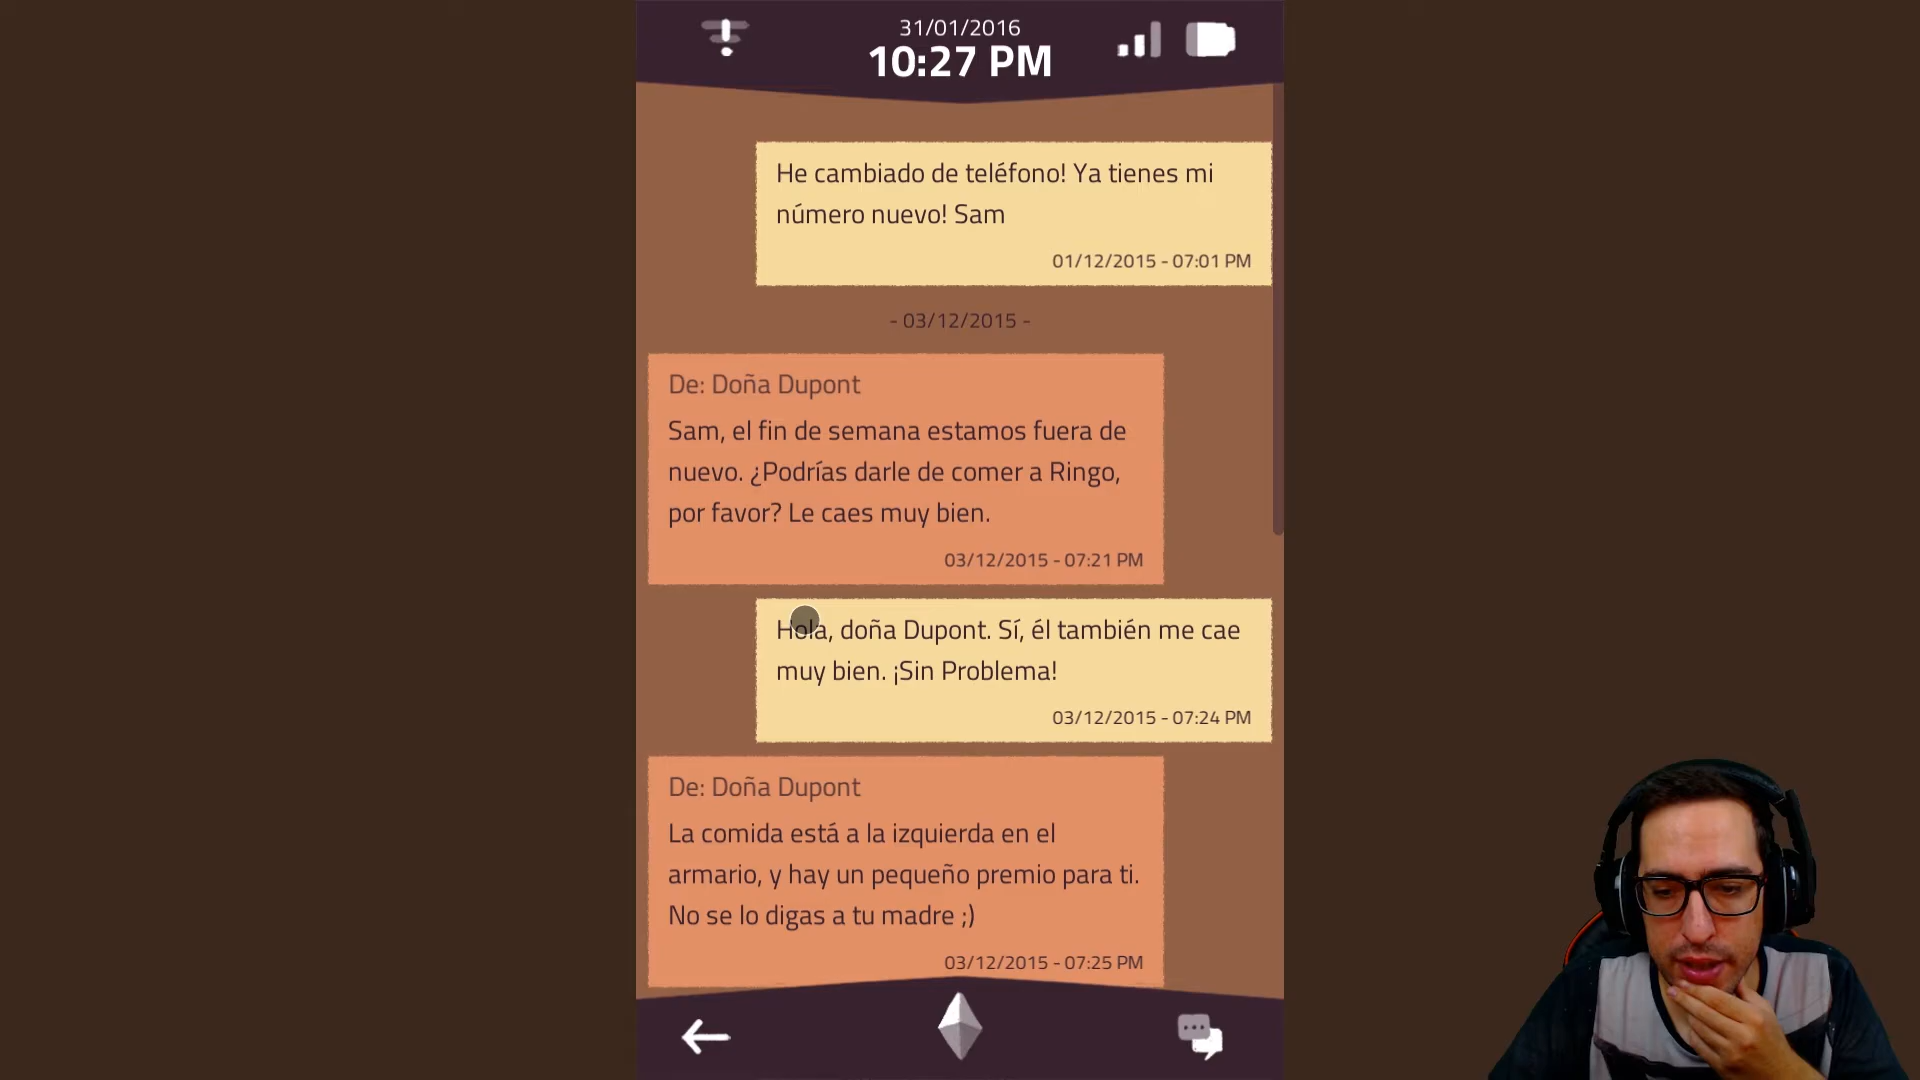 31/01/2016
10:27 PM
He cambiado de teléfono! Ya tienes mi
número nuevo! Sam
01/12/2015 - 07:01 PM
- 03/12/2015 -
De: Doña Dupont
Sam, el fin de semana estamos fuera de
nuevo. ¿Podrías darle de comer a Ringo,
por favor? Le caes muy bien.
03/12/2015 - 07:21 PM
Hola, doña Dupont. Sí, él también me cae
muy bien. ¡Sin Problema!
03/12/2015 - 07:24 PM
De: Doña Dupont
La comida está a la izquierda en el
armario, y hay un pequeño premio para ti.
No se lo digas a tu madre ;)
03/12/2015 - 07:25 PM